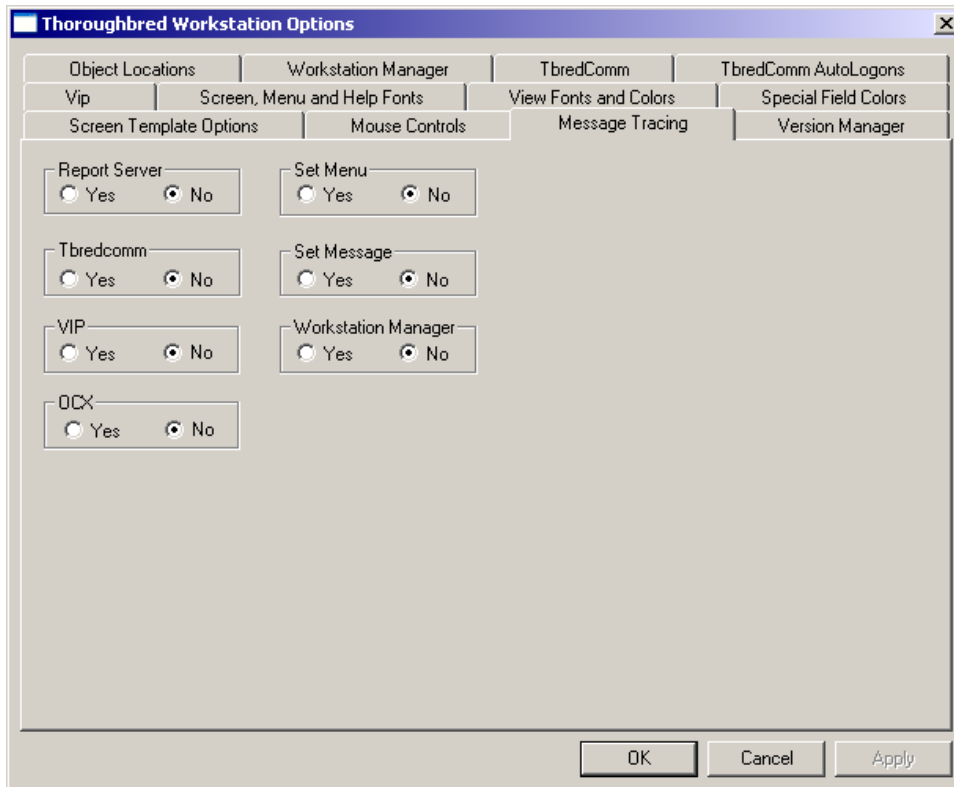 Thoroughbred Workstation Options
Object Locations Workstation Manager TbredComm TbredComm AutoLogons
Vip Screen, Menu and Help Fonts View Fonts and Colors Special Field Colors
Screen Template Options Mouse Controls Message Tracing Version Manager
Report Server Set Menu
Yes No Yes No
Tbredcomm Set Message
Yes No Yes No
VIP Workstation Manager
Yes No Yes No
OCX
Yes No
OK Cancel Apply